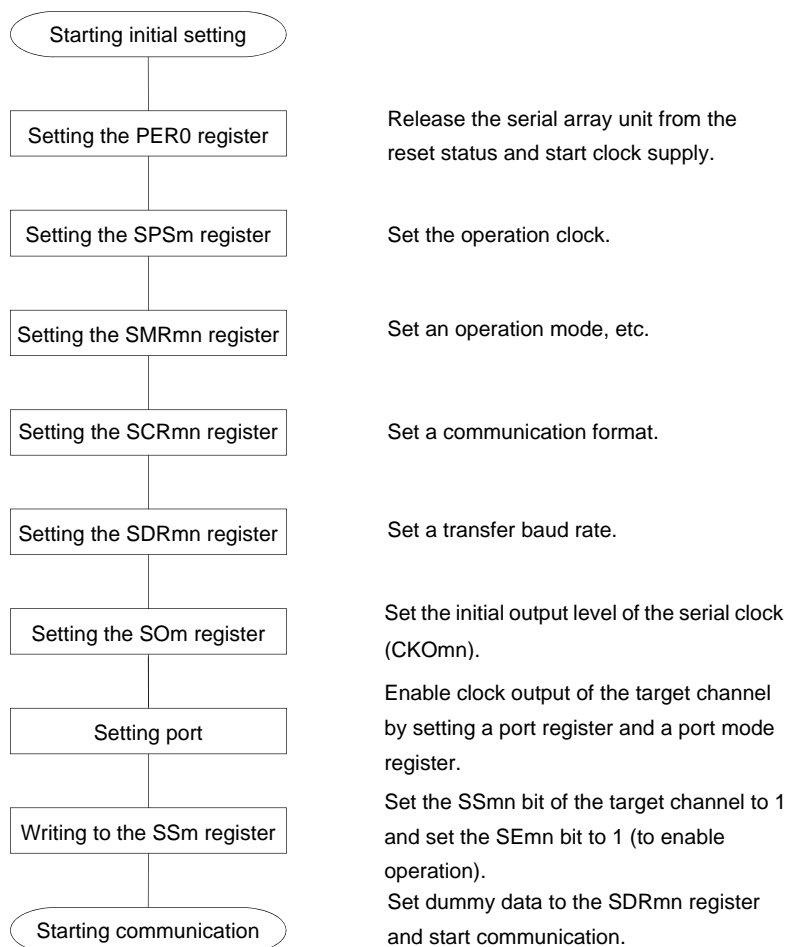 Starting initial setting
Setting the PER0 register
Release the serial array unit from the
reset status and start clock supply.
Setting the SPSm register
Set the operation clock.
Setting the SMRmn register
Set an operation mode, etc.
Setting the SCRmn register
Set a communication format.
Setting the SDRmn register
Set a transfer baud rate.
Setting the SOm register
Set the initial output level of the serial clock
(CKOmn).
Setting port
Enable clock output of the target channel
by setting a port register and a port mode
register.
Writing to the SSm register
Set the SSmn bit of the target channel to 1
and set the SEmn bit to 1 (to enable
operation).
Starting communication
Set dummy data to the SDRmn register
and start communication.